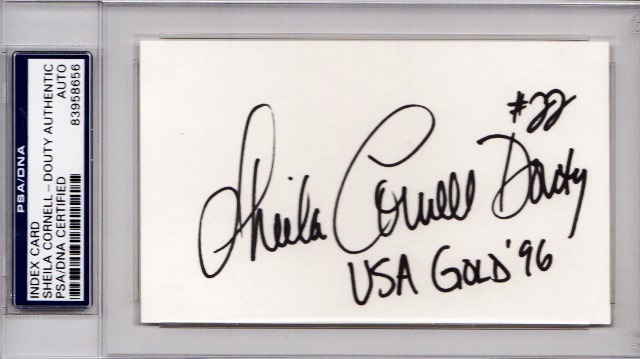 PSA/DNA
INDEX CARD
SHEILA CORNELL-DOUTY AUTHENTIC
PSA/DNA CERTIFIED AUTO
83958656
#22
Sheila Cornell Douty
USA GOLD '96